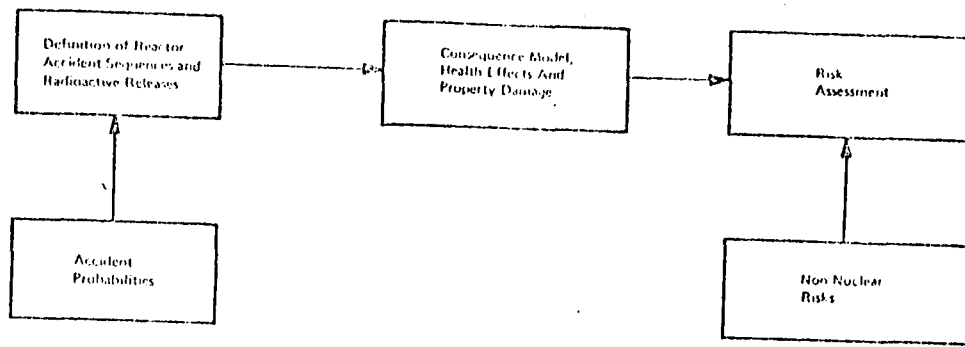 Definition of Reactor
Accident Sequences and
Radioactive Releases
Consequence Model,
Health Effects And
Property Damage
Risk
Assessment
Accident
Probabilities
Non Nuclear
Risks